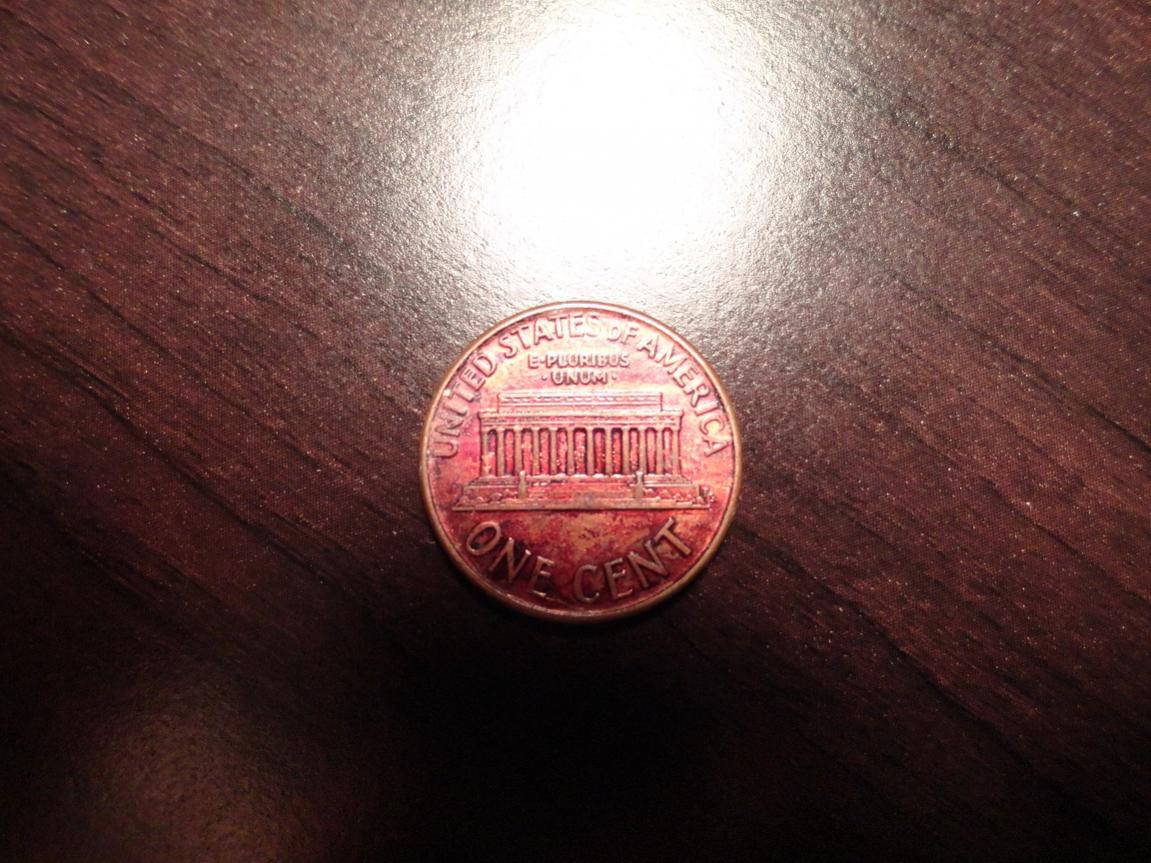 UNITED STATES OF AMERICA
E·PLURIBUS
·UNUM·
ONE CENT